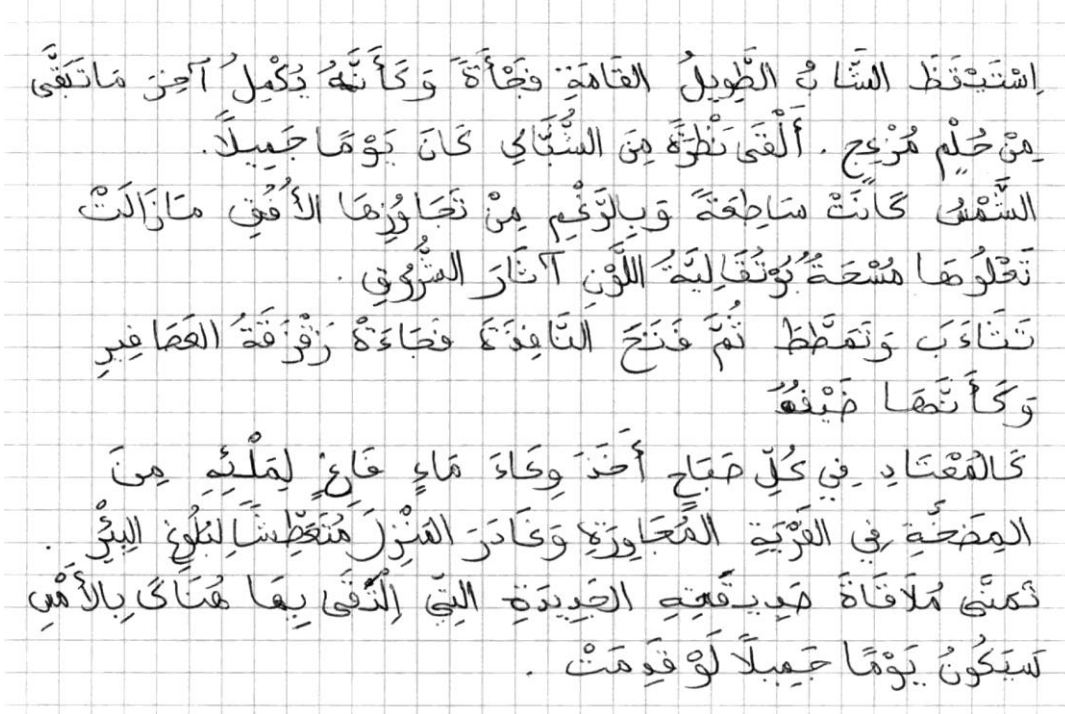 اِسْتَيْقَظَ الشَّابُ الطَّوِيلُ القَامَةِ فَجْأَةً وَكَأَنَّهُ يُكْمِلُ آخِرَ مَاتَبَقَّى
مِنْ حُلْمٍ مُزْعِجٍ . أَلْقَى نَظْرَةً مِنَ الشُّبَّاكِ كَانَ يَوْمًا جَمِيلًا.
الشَّمْسُ كَانَتْ سَاطِعَةً وَبِالرَّغْمِ مِنْ تَجَاوُزِهَا الأُفُقِ مَازَالَتْ
تَعْلُوهَا مُسْحَةٌ بُرْتُقَالِيَّةُ اللَّوْنِ آثَارَ الشُّرُوقِ .
تَثَاءَبَ وَتَمَطَّطَ ثُمَّ فَتَحَ النَّافِذَةَ فَجَاءَهُ زَقْزَقَةُ العَصَافِيرِ
وَكَأَنَّهَا ضَيْفُهُ
كَالمُعْتَادِ فِي كُلِّ صَبَاحٍ أَخَذَ وِعَاءَ مَاءٍ فَارِغٍ لِمَلْئِهِ مِنَ
المِضَخَّةِ فِي القَرْيَةِ المُجَاوِرَةِ وَغَادَرَ المَنْزِلَ مُتَعَطِّشًا لِبُلُوغِ البِئْرِ .
تَمَنَّى مُلَاقَاةَ صَدِيقَتِهِ الجَدِيدَةِ الَّتِي اِلْتَقَى بِهَا هُنَاكَ بِالأَمْسِ
سَيَكُونُ يَوْمًا جَمِيلًا لَوْ قَدِمَتْ .